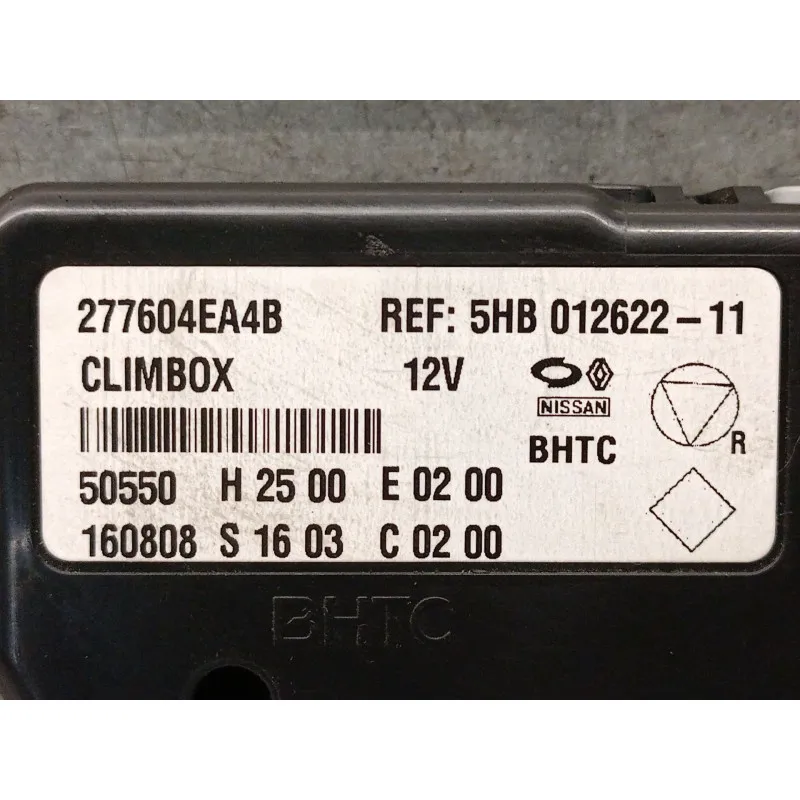 277604EA4B REF: 5HB 012622-11
CLIMBOX 12V
NISSAN
BHTC
R
50550 H 25 00 E 02 00
160808 S 16 03 C 02 00
BHTC